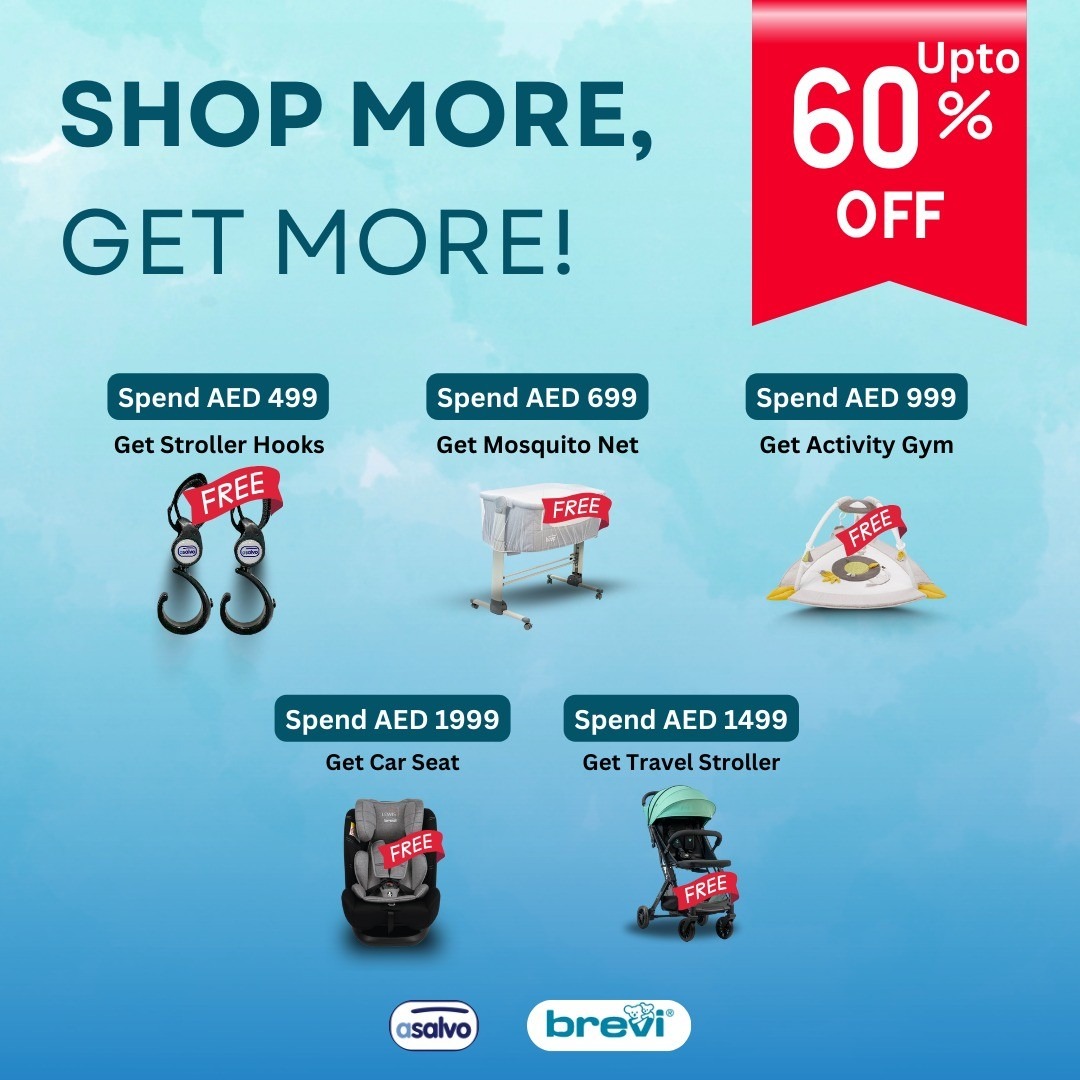 SHOP MORE,
GET MORE!
Upto
60%
OFF
Spend AED 499
Get Stroller Hooks
FREE
asalvo
asalvo
Spend AED 699
Get Mosquito Net
FREE
Spend AED 999
Get Activity Gym
FREE
Spend AED 1999
Get Car Seat
FREE
Spend AED 1499
Get Travel Stroller
FREE
asalvo
brevi®